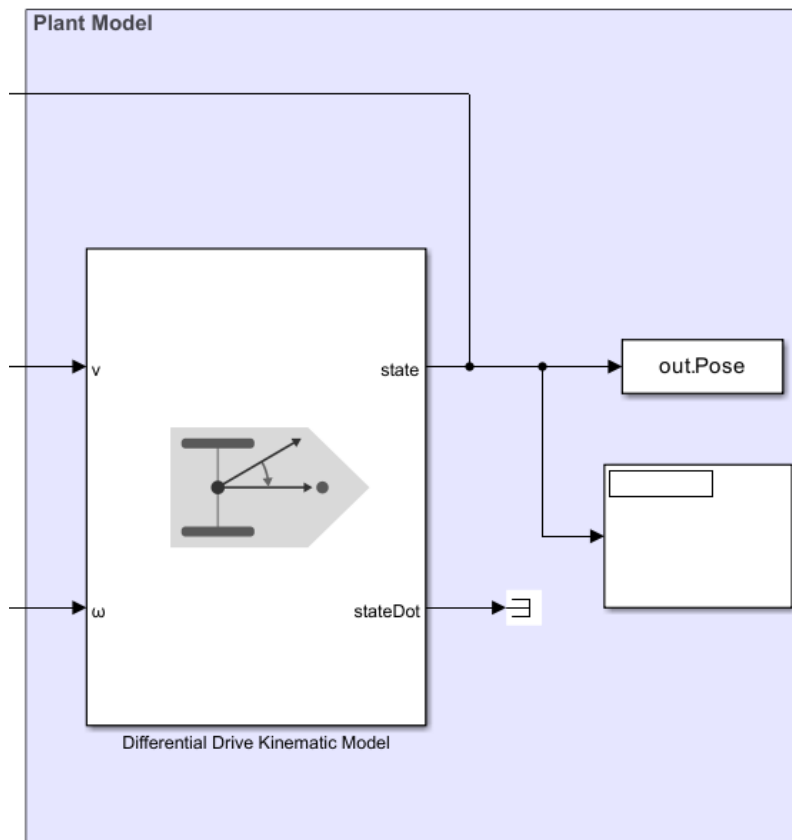 Plant Model
v
state
out.Pose
ω
stateDot
Differential Drive Kinematic Model